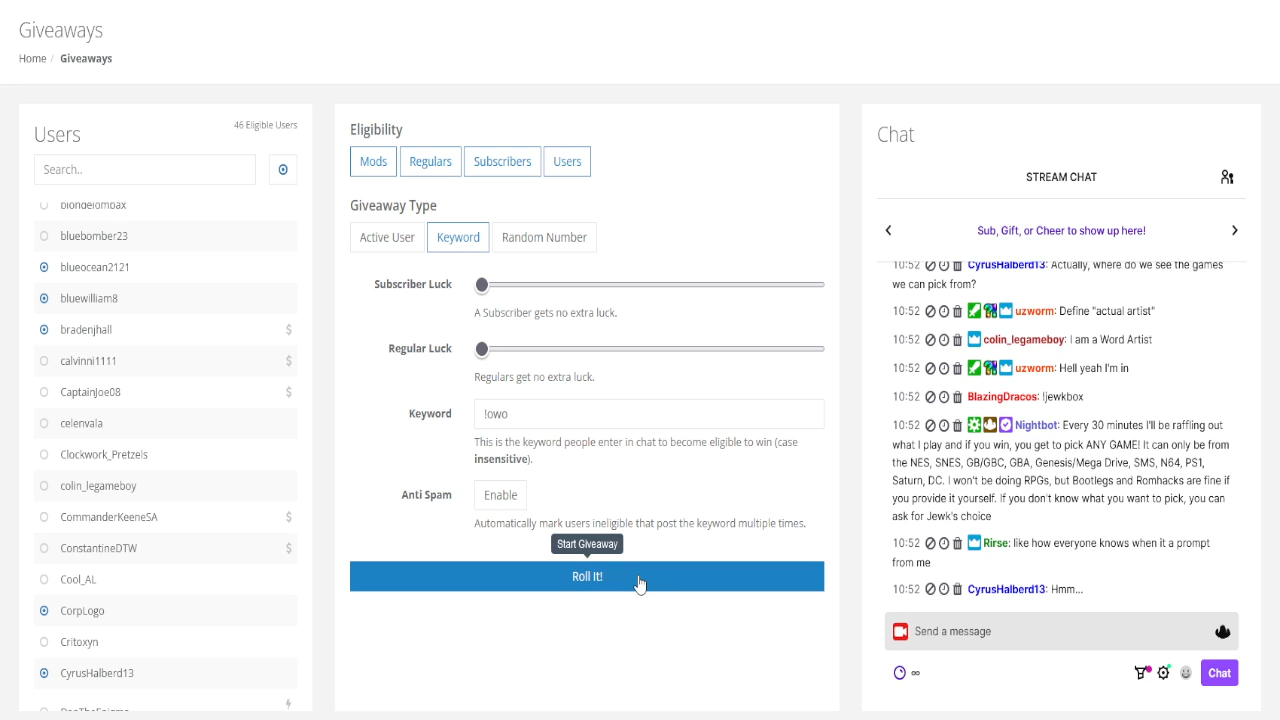 Giveaways
Home / Giveaways
Users
46 Eligible Users
Search..
blondelombax
bluebomber23
blueocean2121
bluewilliam8
bradenjhall $
calvinni1111 $
CaptainJoe08 $
celenvala
Clockwork_Pretzels
colin_legameboy
CommanderKeeneSA $
ConstantineDTW $
Cool_AL
CorpLogo
Critoxyn
CyrusHalberd13
Eligibility
Mods Regulars Subscribers Users
Giveaway Type
Active User Keyword Random Number
Subscriber Luck
A Subscriber gets no extra luck.
Regular Luck
Regulars get no extra luck.
Keyword !owo
This is the keyword people enter in chat to become eligible to win (case
insensitive).
Anti Spam Enable
Automatically mark users ineligible that post the keyword multiple times.
Start Giveaway
Roll It!
Chat
STREAM CHAT
Sub, Gift, or Cheer to show up here!
10:52 CyrusHalberd13: Actually, where do we see the games
we can pick from?
10:52 uzworm: Define "actual artist"
10:52 colin_legameboy: I am a Word Artist
10:52 uzworm: Hell yeah I'm in
10:52 BlazingDracos: !jewkbox
10:52 Nightbot: Every 30 minutes I'll be raffling out
what I play and if you win, you get to pick ANY GAME! It can only be from
the NES, SNES, GB/GBC, GBA, Genesis/Mega Drive, SMS, N64, PS1,
Saturn, DC. I won't be doing RPGs, but Bootlegs and Romhacks are fine if
you provide it yourself. If you don't know what you want to pick, you can
ask for Jewk's choice
10:52 Rirse: like how everyone knows when it a prompt
from me
10:52 CyrusHalberd13: Hmm...
Send a message
∞
Chat